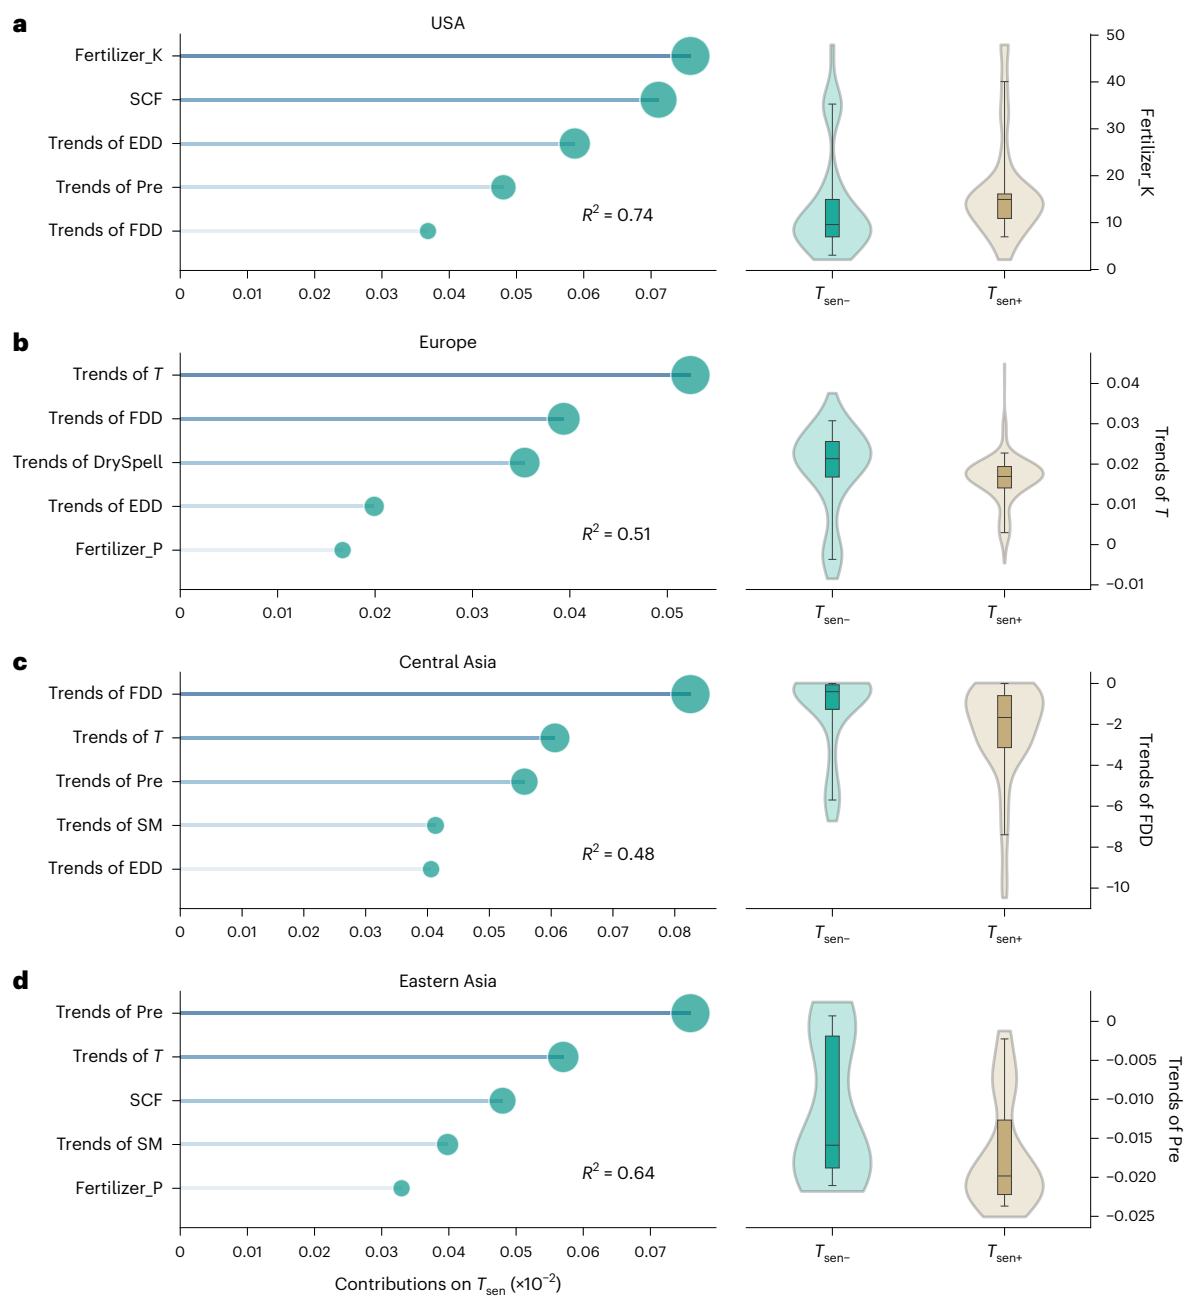 a
USA
Fertilizer_K
SCF
Trends of EDD
Trends of Pre
Trends of FDD
R² = 0.74
0 0.01 0.02 0.03 0.04 0.05 0.06 0.07
50
40
30
20
10
0
Fertilizer_K
Tsen− Tsen+
b
Europe
Trends of T
Trends of FDD
Trends of DrySpell
Trends of EDD
Fertilizer_P
R² = 0.51
0 0.01 0.02 0.03 0.04 0.05
0.04
0.03
0.02
0.01
0
−0.01
Trends of T
Tsen− Tsen+
c
Central Asia
Trends of FDD
Trends of T
Trends of Pre
Trends of SM
Trends of EDD
R² = 0.48
0 0.01 0.02 0.03 0.04 0.05 0.06 0.07 0.08
0
−2
−4
−6
−8
−10
Trends of FDD
Tsen− Tsen+
d
Eastern Asia
Trends of Pre
Trends of T
SCF
Trends of SM
Fertilizer_P
R² = 0.64
0 0.01 0.02 0.03 0.04 0.05 0.06 0.07
Contributions on Tsen (×10⁻²)
0
−0.005
−0.010
−0.015
−0.020
−0.025
Trends of Pre
Tsen− Tsen+